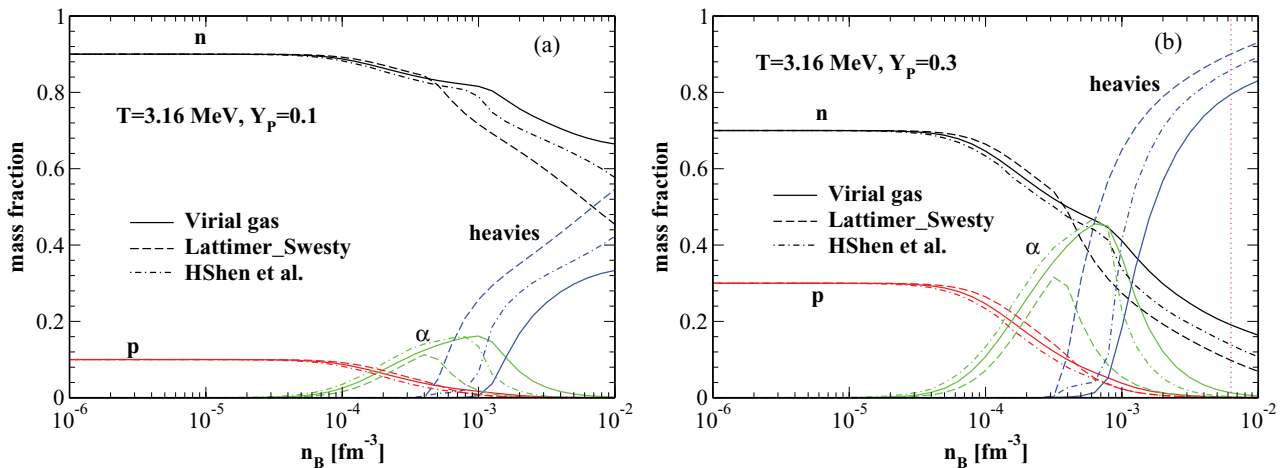 1
0.8
0.6
0.4
0.2
0
mass fraction
n
(a)
T=3.16 MeV, Y_P=0.1
Virial gas
Lattimer_Swesty
HShen et al.
heavies
α
p
10^-6
10^-5
10^-4
10^-3
10^-2
n_B [fm^-3]
1
0.8
0.6
0.4
0.2
0
mass fraction
(b)
T=3.16 MeV, Y_P=0.3
heavies
n
Virial gas
Lattimer_Swesty
HShen et al.
α
p
10^-6
10^-5
10^-4
10^-3
10^-2
n_B [fm^-3]